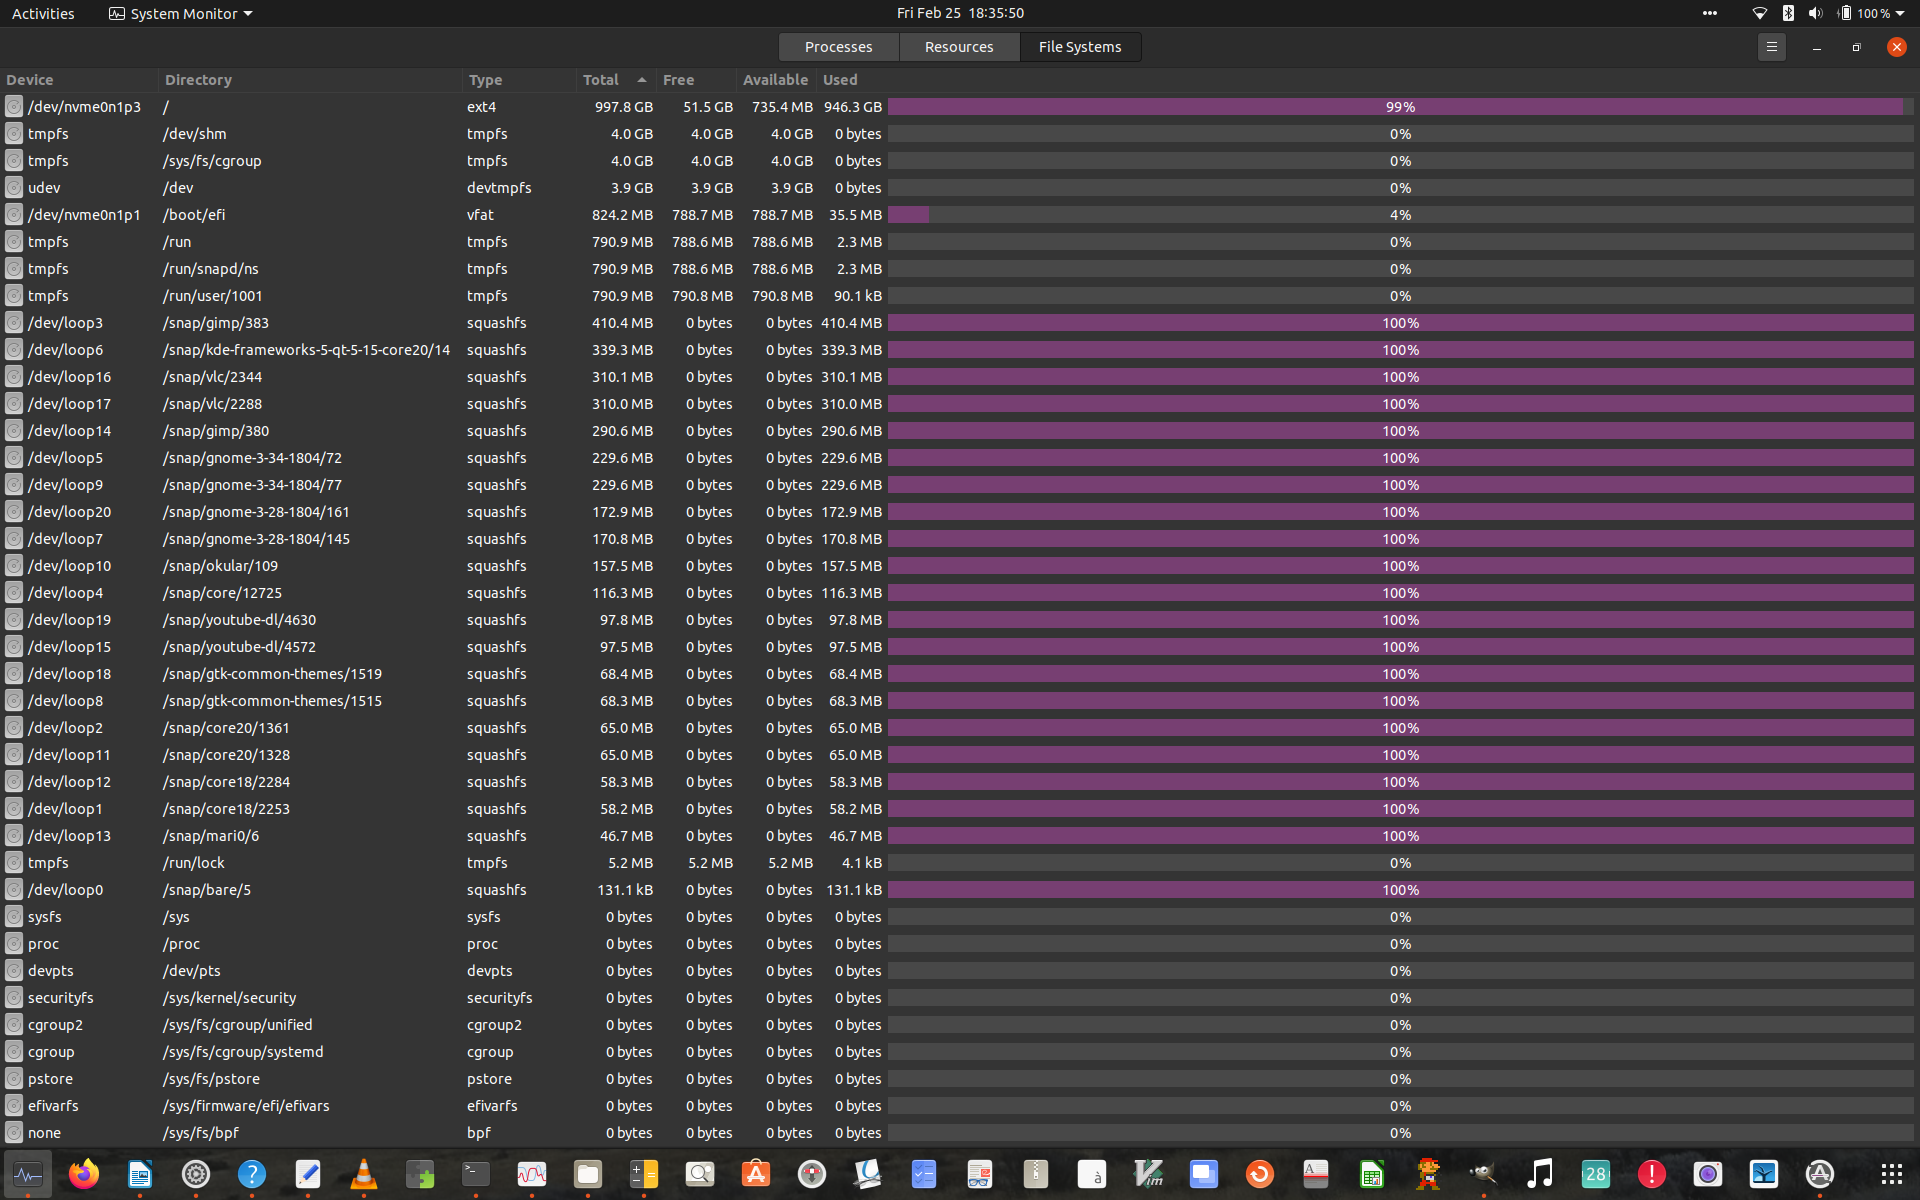 Activities System Monitor Fri Feb 25 18:35:50 100 %
Processes Resources File Systems
Device Directory Type Total Free Available Used
/dev/nvme0n1p3 / ext4 997.8 GB 51.5 GB 735.4 MB 946.3 GB 99%
tmpfs /dev/shm tmpfs 4.0 GB 4.0 GB 4.0 GB 0 bytes 0%
tmpfs /sys/fs/cgroup tmpfs 4.0 GB 4.0 GB 4.0 GB 0 bytes 0%
udev /dev devtmpfs 3.9 GB 3.9 GB 3.9 GB 0 bytes 0%
/dev/nvme0n1p1 /boot/efi vfat 824.2 MB 788.7 MB 788.7 MB 35.5 MB 4%
tmpfs /run tmpfs 790.9 MB 788.6 MB 788.6 MB 2.3 MB 0%
tmpfs /run/snapd/ns tmpfs 790.9 MB 788.6 MB 788.6 MB 2.3 MB 0%
tmpfs /run/user/1001 tmpfs 790.9 MB 790.8 MB 790.8 MB 90.1 kB 0%
/dev/loop3 /snap/gimp/383 squashfs 410.4 MB 0 bytes 0 bytes 410.4 MB 100%
/dev/loop6 /snap/kde-frameworks-5-qt-5-15-core20/14 squashfs 339.3 MB 0 bytes 0 bytes 339.3 MB 100%
/dev/loop16 /snap/vlc/2344 squashfs 310.1 MB 0 bytes 0 bytes 310.1 MB 100%
/dev/loop17 /snap/vlc/2288 squashfs 310.0 MB 0 bytes 0 bytes 310.0 MB 100%
/dev/loop14 /snap/gimp/380 squashfs 290.6 MB 0 bytes 0 bytes 290.6 MB 100%
/dev/loop5 /snap/gnome-3-34-1804/72 squashfs 229.6 MB 0 bytes 0 bytes 229.6 MB 100%
/dev/loop9 /snap/gnome-3-34-1804/77 squashfs 229.6 MB 0 bytes 0 bytes 229.6 MB 100%
/dev/loop20 /snap/gnome-3-28-1804/161 squashfs 172.9 MB 0 bytes 0 bytes 172.9 MB 100%
/dev/loop7 /snap/gnome-3-28-1804/145 squashfs 170.8 MB 0 bytes 0 bytes 170.8 MB 100%
/dev/loop10 /snap/okular/109 squashfs 157.5 MB 0 bytes 0 bytes 157.5 MB 100%
/dev/loop4 /snap/core/12725 squashfs 116.3 MB 0 bytes 0 bytes 116.3 MB 100%
/dev/loop19 /snap/youtube-dl/4630 squashfs 97.8 MB 0 bytes 0 bytes 97.8 MB 100%
/dev/loop15 /snap/youtube-dl/4572 squashfs 97.5 MB 0 bytes 0 bytes 97.5 MB 100%
/dev/loop18 /snap/gtk-common-themes/1519 squashfs 68.4 MB 0 bytes 0 bytes 68.4 MB 100%
/dev/loop8 /snap/gtk-common-themes/1515 squashfs 68.3 MB 0 bytes 0 bytes 68.3 MB 100%
/dev/loop2 /snap/core20/1361 squashfs 65.0 MB 0 bytes 0 bytes 65.0 MB 100%
/dev/loop11 /snap/core20/1328 squashfs 65.0 MB 0 bytes 0 bytes 65.0 MB 100%
/dev/loop12 /snap/core18/2284 squashfs 58.3 MB 0 bytes 0 bytes 58.3 MB 100%
/dev/loop1 /snap/core18/2253 squashfs 58.2 MB 0 bytes 0 bytes 58.2 MB 100%
/dev/loop13 /snap/mari0/6 squashfs 46.7 MB 0 bytes 0 bytes 46.7 MB 100%
tmpfs /run/lock tmpfs 5.2 MB 5.2 MB 5.2 MB 4.1 kB 0%
/dev/loop0 /snap/bare/5 squashfs 131.1 kB 0 bytes 0 bytes 131.1 kB 100%
sysfs /sys sysfs 0 bytes 0 bytes 0 bytes 0 bytes 0%
proc /proc proc 0 bytes 0 bytes 0 bytes 0 bytes 0%
devpts /dev/pts devpts 0 bytes 0 bytes 0 bytes 0 bytes 0%
securityfs /sys/kernel/security securityfs 0 bytes 0 bytes 0 bytes 0 bytes 0%
cgroup2 /sys/fs/cgroup/unified cgroup2 0 bytes 0 bytes 0 bytes 0 bytes 0%
cgroup /sys/fs/cgroup/systemd cgroup 0 bytes 0 bytes 0 bytes 0 bytes 0%
pstore /sys/fs/pstore pstore 0 bytes 0 bytes 0 bytes 0 bytes 0%
efivarfs /sys/firmware/efi/efivars efivarfs 0 bytes 0 bytes 0 bytes 0 bytes 0%
none /sys/fs/bpf bpf 0 bytes 0 bytes 0 bytes 0 bytes 0%
? à Vim 28